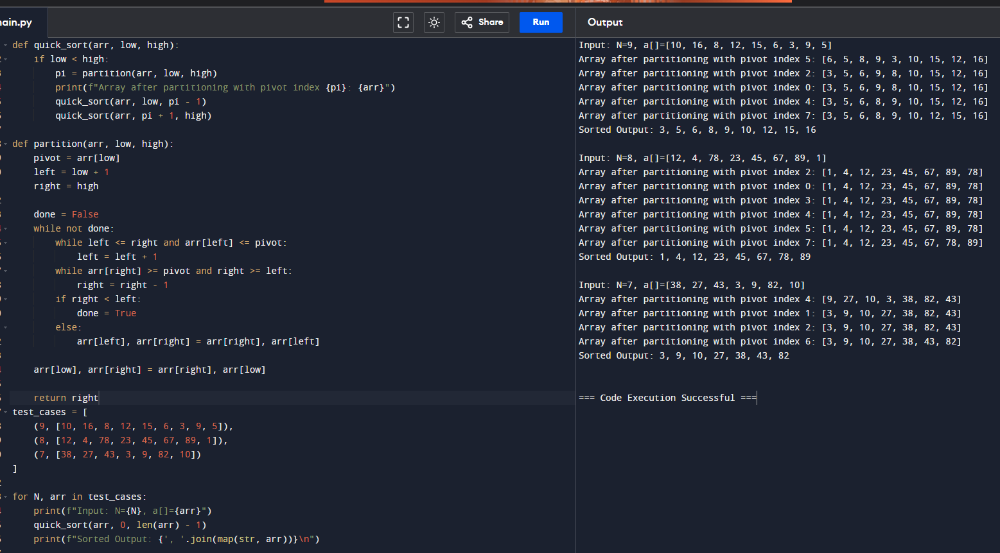 ain.py
Share
Run
Output
def quick_sort(arr, low, high):
    if low < high:
        pi = partition(arr, low, high)
        print(f"Array after partitioning with pivot index {pi}: {arr}")
        quick_sort(arr, low, pi - 1)
        quick_sort(arr, pi + 1, high)
def partition(arr, low, high):
    pivot = arr[low]
    left = low + 1
    right = high
    done = False
    while not done:
        while left <= right and arr[left] <= pivot:
            left = left + 1
        while arr[right] >= pivot and right >= left:
            right = right - 1
        if right < left:
            done = True
        else:
            arr[left], arr[right] = arr[right], arr[left]
    arr[low], arr[right] = arr[right], arr[low]
    return right
test_cases = [
    (9, [10, 16, 8, 12, 15, 6, 3, 9, 5]),
    (8, [12, 4, 78, 23, 45, 67, 89, 1]),
    (7, [38, 27, 43, 3, 9, 82, 10])
]
for N, arr in test_cases:
    print(f"Input: N={N}, a[]={arr}")
    quick_sort(arr, 0, len(arr) - 1)
    print(f"Sorted Output: {', '.join(map(str, arr))}\n")
Input: N=9, a[]=[10, 16, 8, 12, 15, 6, 3, 9, 5]
Array after partitioning with pivot index 5: [6, 5, 8, 9, 3, 10, 15, 12, 16]
Array after partitioning with pivot index 2: [3, 5, 6, 9, 8, 10, 15, 12, 16]
Array after partitioning with pivot index 0: [3, 5, 6, 9, 8, 10, 15, 12, 16]
Array after partitioning with pivot index 4: [3, 5, 6, 8, 9, 10, 15, 12, 16]
Array after partitioning with pivot index 7: [3, 5, 6, 8, 9, 10, 12, 15, 16]
Sorted Output: 3, 5, 6, 8, 9, 10, 12, 15, 16
Input: N=8, a[]=[12, 4, 78, 23, 45, 67, 89, 1]
Array after partitioning with pivot index 2: [1, 4, 12, 23, 45, 67, 89, 78]
Array after partitioning with pivot index 0: [1, 4, 12, 23, 45, 67, 89, 78]
Array after partitioning with pivot index 3: [1, 4, 12, 23, 45, 67, 89, 78]
Array after partitioning with pivot index 4: [1, 4, 12, 23, 45, 67, 89, 78]
Array after partitioning with pivot index 5: [1, 4, 12, 23, 45, 67, 89, 78]
Array after partitioning with pivot index 7: [1, 4, 12, 23, 45, 67, 78, 89]
Sorted Output: 1, 4, 12, 23, 45, 67, 78, 89
Input: N=7, a[]=[38, 27, 43, 3, 9, 82, 10]
Array after partitioning with pivot index 4: [9, 27, 10, 3, 38, 82, 43]
Array after partitioning with pivot index 1: [3, 9, 10, 27, 38, 82, 43]
Array after partitioning with pivot index 2: [3, 9, 10, 27, 38, 82, 43]
Array after partitioning with pivot index 6: [3, 9, 10, 27, 38, 43, 82]
Sorted Output: 3, 9, 10, 27, 38, 43, 82
=== Code Execution Successful ===